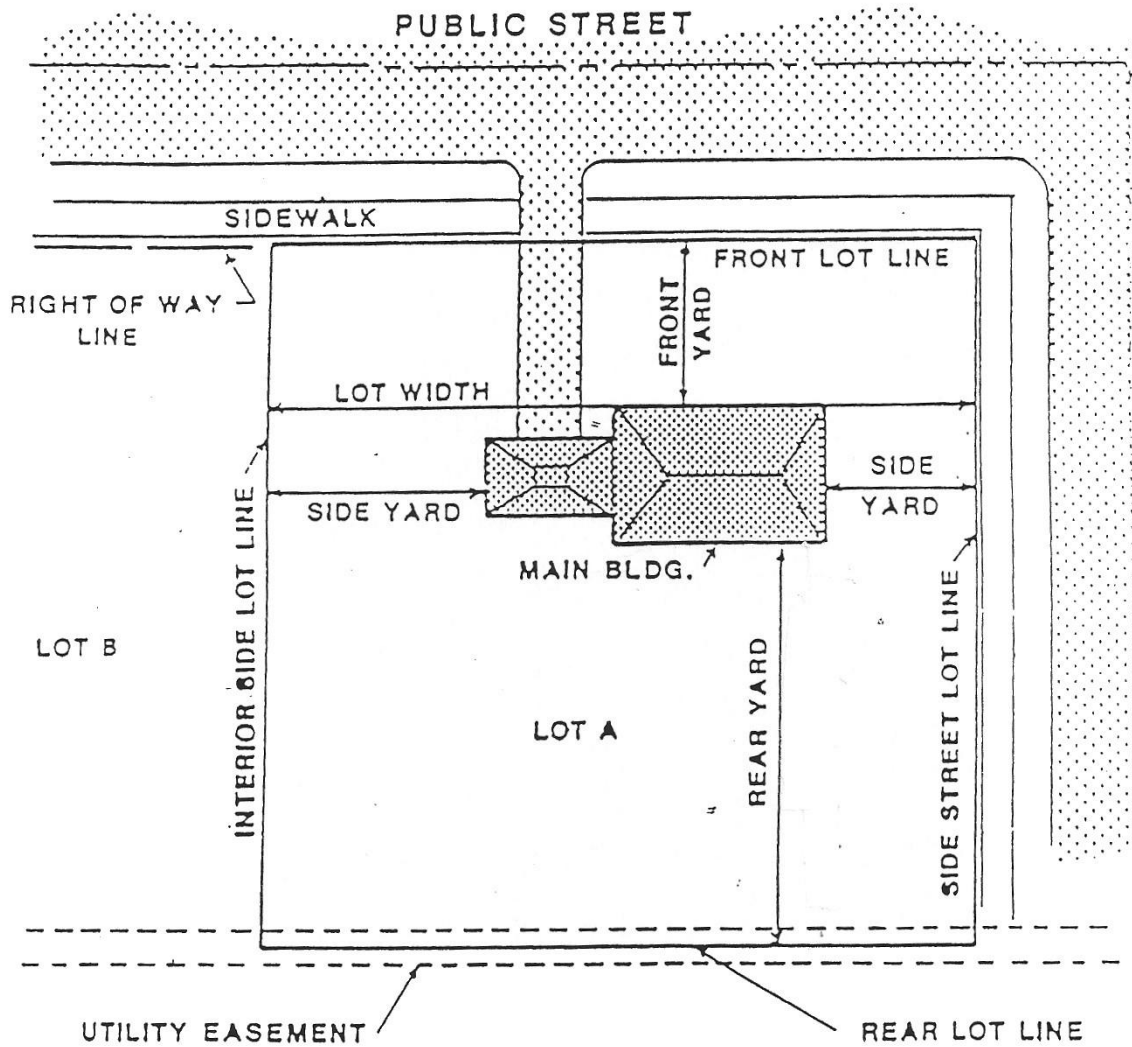 PUBLIC STREET
SIDEWALK
FRONT LOT LINE
RIGHT OF WAY
LINE
FRONT
YARD
LOT WIDTH
SIDE
YARD
SIDE YARD
MAIN BLDG.
INTERIOR SIDE LOT LINE
LOT B
LOT A
REAR YARD
SIDE STREET LOT LINE
UTILITY EASEMENT
REAR LOT LINE